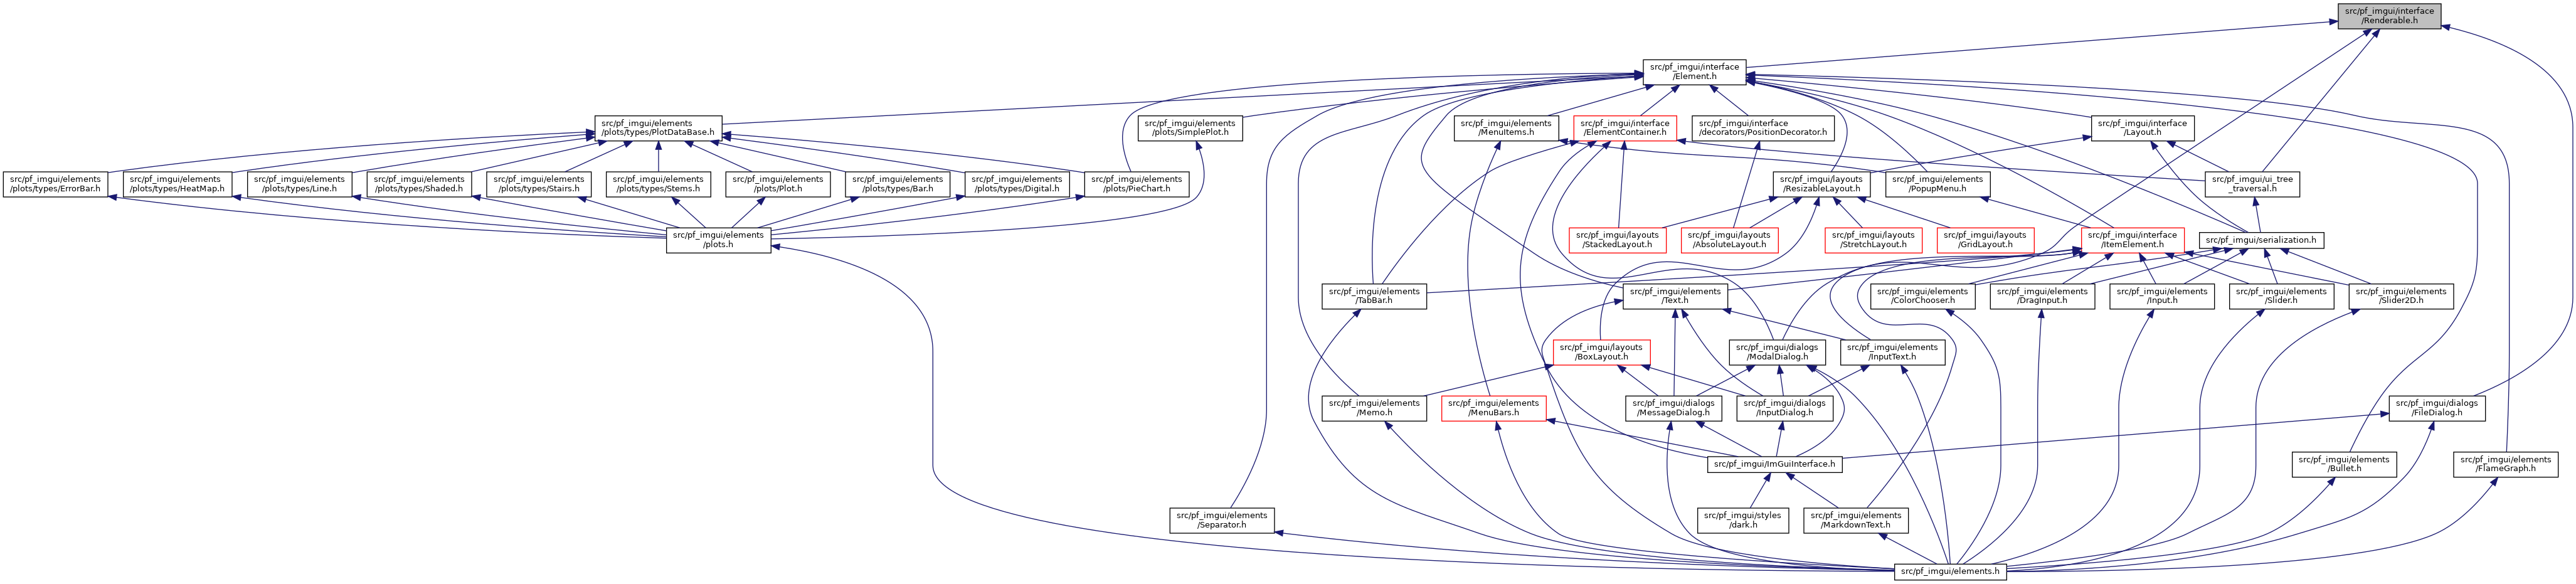 src/pf_imgui/interface
/Renderable.h
src/pf_imgui/interface
/Element.h
src/pf_imgui/elements
/plots/types/PlotDataBase.h
src/pf_imgui/elements
/plots/SimplePlot.h
src/pf_imgui/elements
/MenuItems.h
src/pf_imgui/interface
/ElementContainer.h
src/pf_imgui/interface
/decorators/PositionDecorator.h
src/pf_imgui/interface
/Layout.h
src/pf_imgui/elements
/plots/types/ErrorBar.h
src/pf_imgui/elements
/plots/types/HeatMap.h
src/pf_imgui/elements
/plots/types/Line.h
src/pf_imgui/elements
/plots/types/Shaded.h
src/pf_imgui/elements
/plots/types/Stairs.h
src/pf_imgui/elements
/plots/types/Stems.h
src/pf_imgui/elements
/plots/Plot.h
src/pf_imgui/elements
/plots/types/Bar.h
src/pf_imgui/elements
/plots/types/Digital.h
src/pf_imgui/elements
/plots/PieChart.h
src/pf_imgui/layouts
/ResizableLayout.h
src/pf_imgui/elements
/PopupMenu.h
src/pf_imgui/ui_tree
_traversal.h
src/pf_imgui/elements
/plots.h
src/pf_imgui/layouts
/StackedLayout.h
src/pf_imgui/layouts
/AbsoluteLayout.h
src/pf_imgui/layouts
/StretchLayout.h
src/pf_imgui/layouts
/GridLayout.h
src/pf_imgui/interface
/ItemElement.h
src/pf_imgui/serialization.h
src/pf_imgui/elements
/TabBar.h
src/pf_imgui/elements
/Text.h
src/pf_imgui/elements
/ColorChooser.h
src/pf_imgui/elements
/DragInput.h
src/pf_imgui/elements
/Input.h
src/pf_imgui/elements
/Slider.h
src/pf_imgui/elements
/Slider2D.h
src/pf_imgui/layouts
/BoxLayout.h
src/pf_imgui/dialogs
/ModalDialog.h
src/pf_imgui/elements
/InputText.h
src/pf_imgui/elements
/Memo.h
src/pf_imgui/elements
/MenuBars.h
src/pf_imgui/dialogs
/MessageDialog.h
src/pf_imgui/dialogs
/InputDialog.h
src/pf_imgui/dialogs
/FileDialog.h
src/pf_imgui/ImGuiInterface.h
src/pf_imgui/elements
/Bullet.h
src/pf_imgui/elements
/FlameGraph.h
src/pf_imgui/elements
/Separator.h
src/pf_imgui/styles
/dark.h
src/pf_imgui/elements
/MarkdownText.h
src/pf_imgui/elements.h